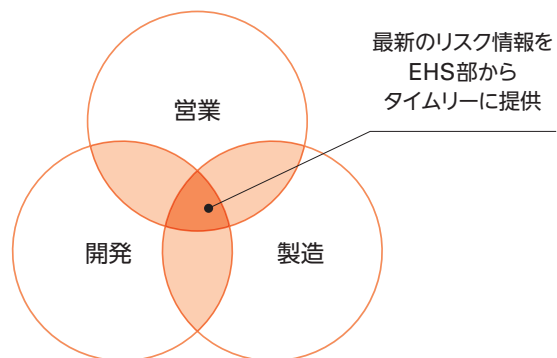 最新のリスク情報を
EHS部から
タイムリーに提供
営業
開発
製造